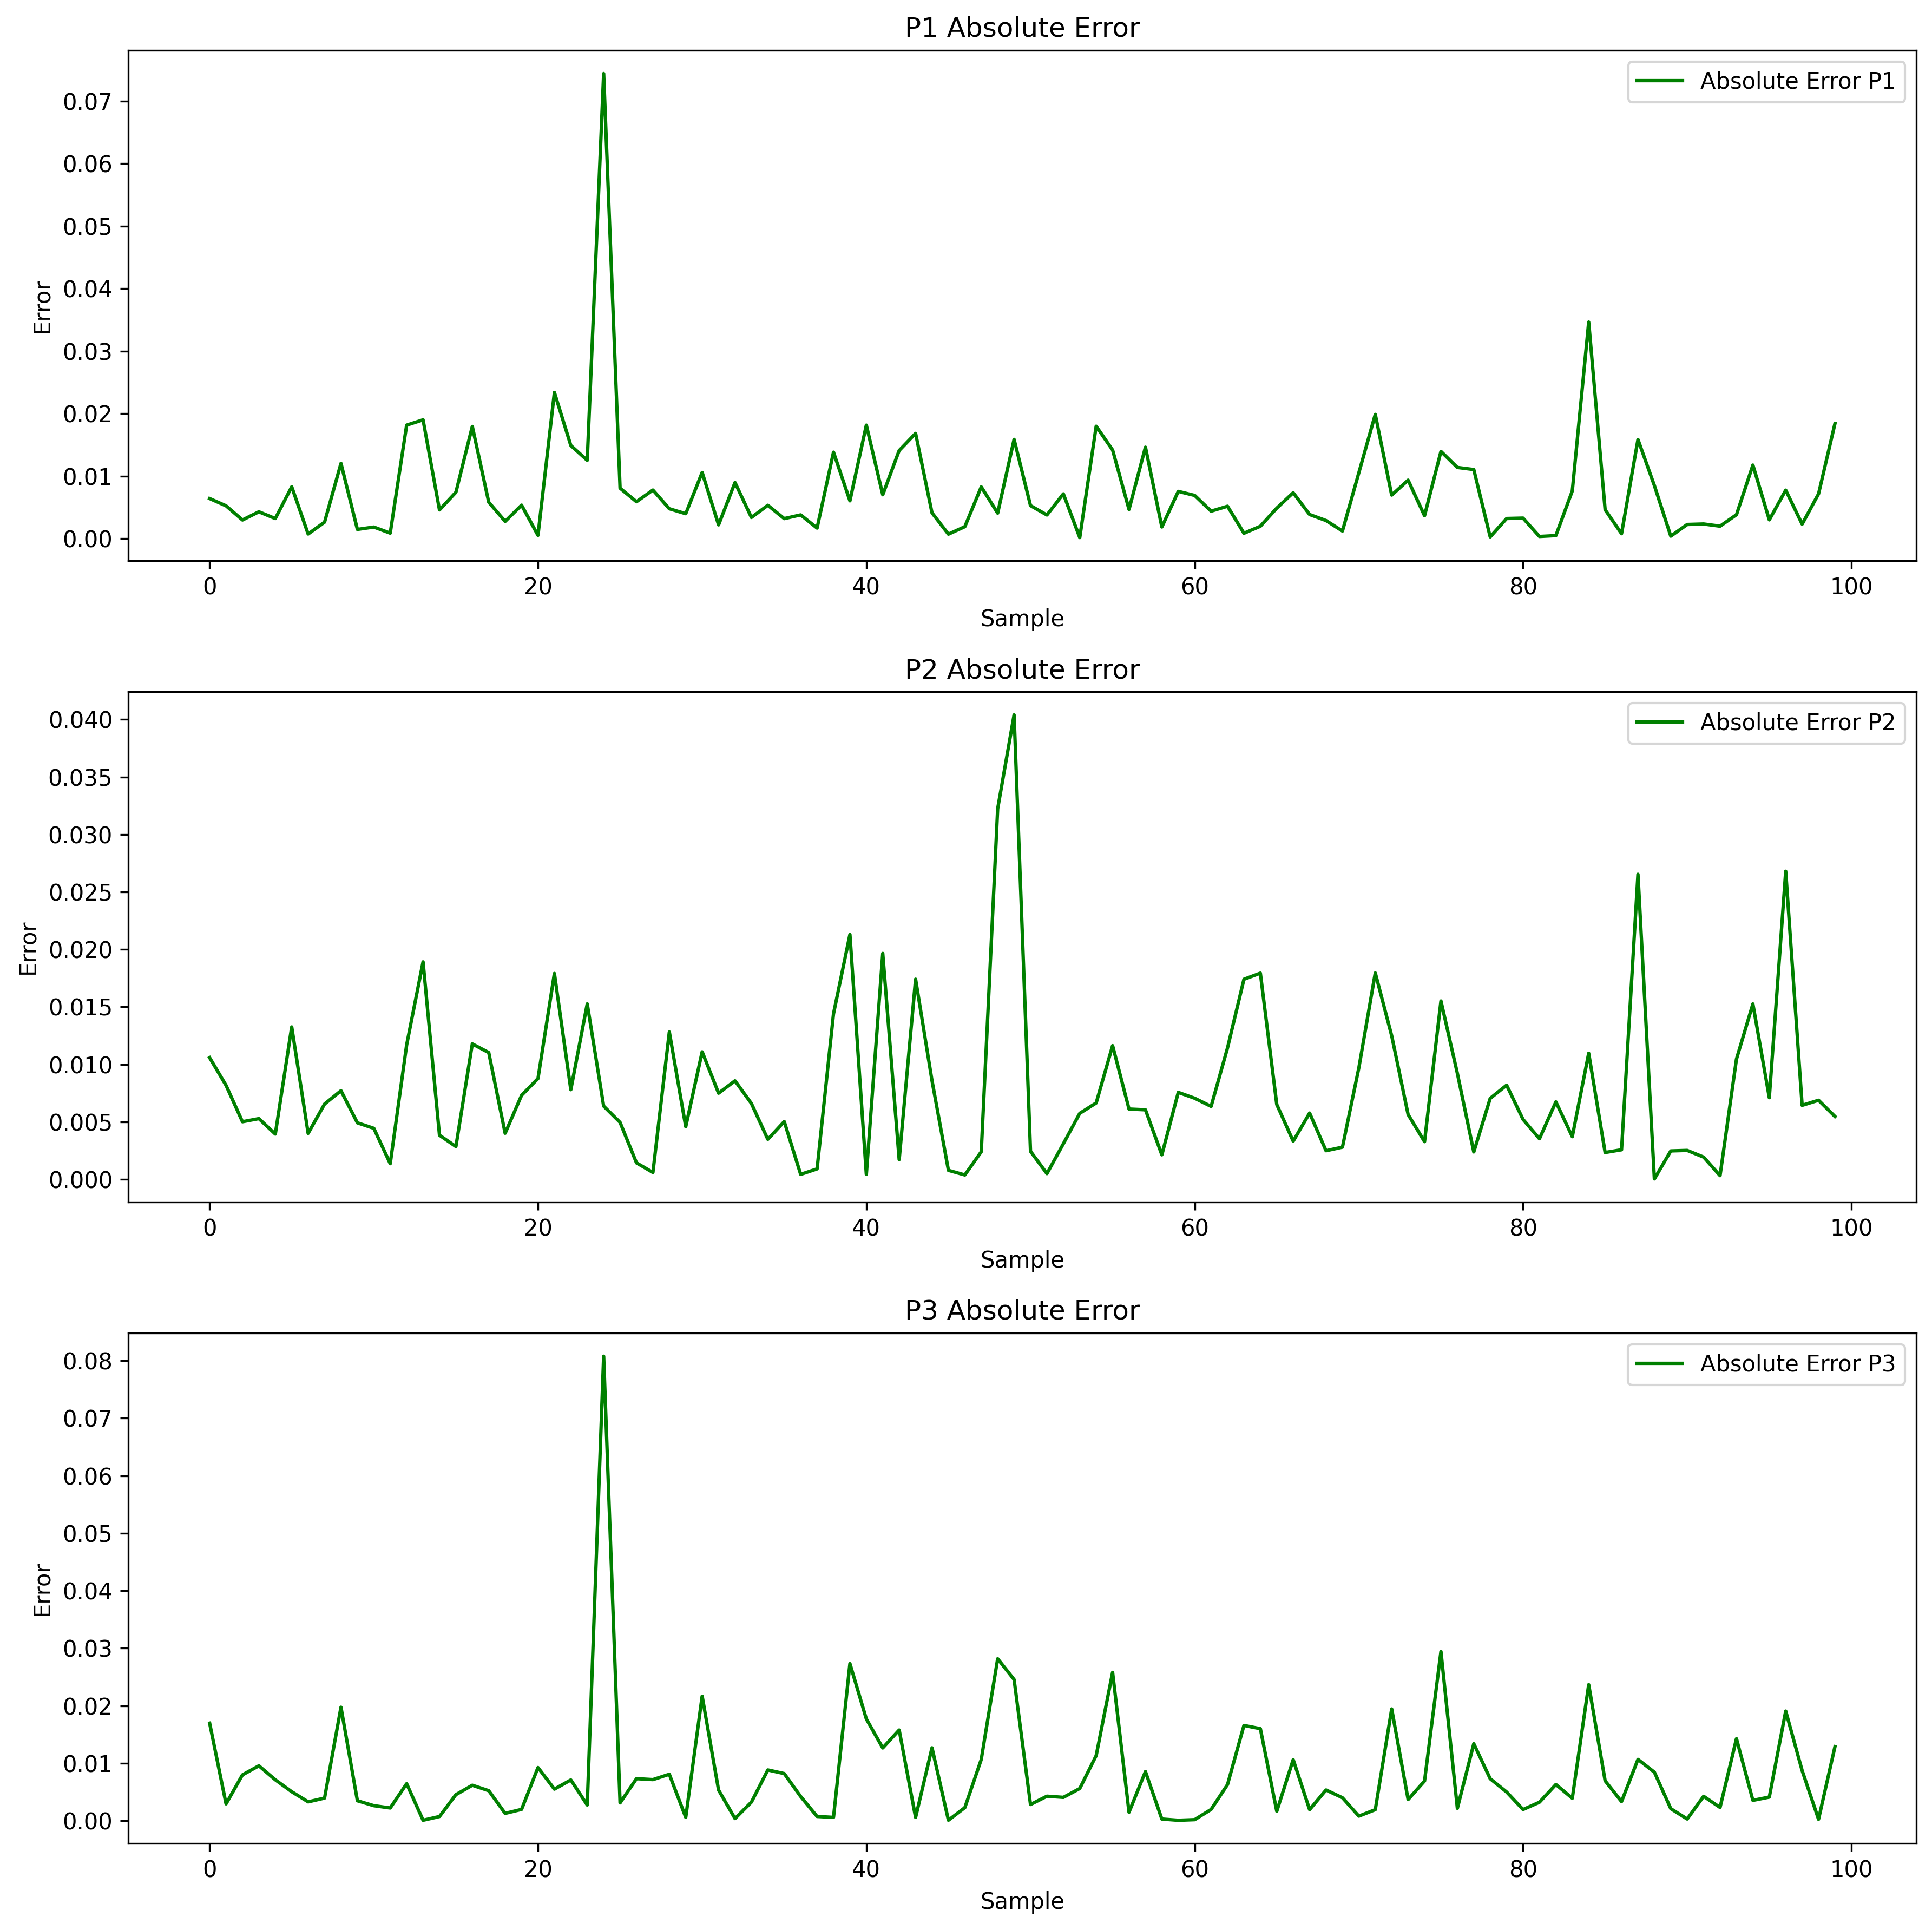 P1 Absolute Error
Absolute Error P1
0.07
0.06
0.05
0.04
0.03
0.02
0.01
0.00
Error
0 20 40 60 80 100
Sample
P2 Absolute Error
Absolute Error P2
0.040
0.035
0.030
0.025
0.020
0.015
0.010
0.005
0.000
Error
0 20 40 60 80 100
Sample
P3 Absolute Error
Absolute Error P3
0.08
0.07
0.06
0.05
0.04
0.03
0.02
0.01
0.00
Error
0 20 40 60 80 100
Sample